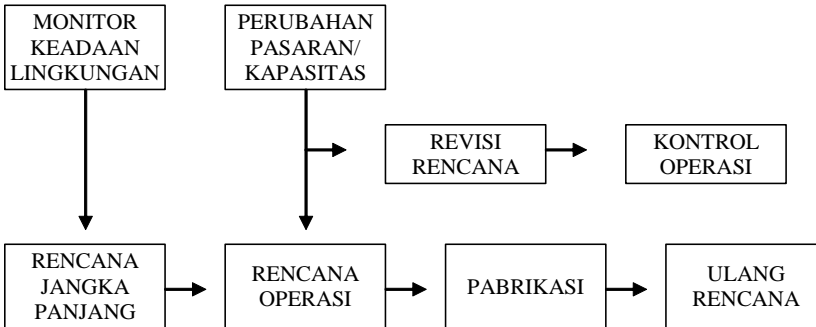 MONITOR
KEADAAN
LINGKUNGAN
PERUBAHAN
PASARAN/
KAPASITAS
REVISI
RENCANA
KONTROL
OPERASI
RENCANA
JANGKA
PANJANG
RENCANA
OPERASI
PABRIKASI
ULANG
RENCANA